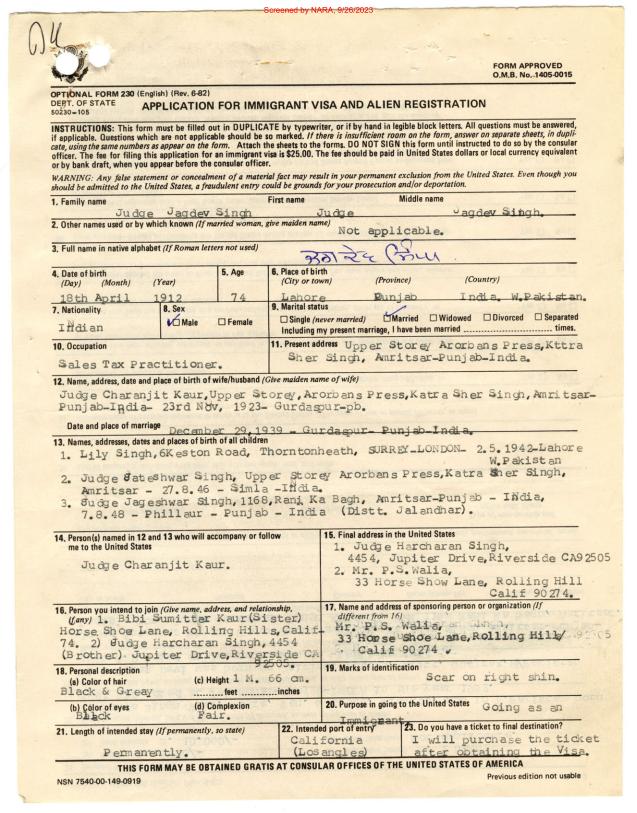 Screened by NARA, 9/26/2023
FORM APPROVED
O.M.B. No. 1405-0015
OPTIONAL FORM 230 (English) (Rev. 6-82)
DEPT. OF STATE
50230-105
APPLICATION FOR IMMIGRANT VISA AND ALIEN REGISTRATION
INSTRUCTIONS: This form must be filled out in DUPLICATE by typewriter, or if by hand in legible block letters. All questions must be answered,
if applicable. Questions which are not applicable should be so marked. If there is insufficient room on the form, answer on separate sheets, in dupli-
cate, using the same numbers as appear on the form. Attach the sheets to the forms. DO NOT SIGN this form until instructed to do so by the consular
officer. The fee for filing this application for an immigrant visa is $25.00. The fee should be paid in United States dollars or local currency equivalent
or by bank draft, when you appear before the consular officer.
WARNING: Any false statement or concealment of a material fact may result in your permanent exclusion from the United States. Even though you
should be admitted to the United States, a fraudulent entry could be grounds for your prosecution and/or deportation.
1. Family name First name Middle name
Judge Jagdev Singh Judge Jagdev Singh.
2. Other names used or by which known (If married woman, give maiden name)
Not applicable.
3. Full name in native alphabet (If Roman letters not used)
ਜਗਦੇਵ ਸਿੰਘ
4. Date of birth 5. Age 6. Place of birth
(Day) (Month) (Year) (City or town) (Province) (Country)
18th April 1912 74 Lahore Punjab India. W.Pakistan.
7. Nationality 8. Sex 9. Marital status
Indian Male Female Single (never married) Married Widowed Divorced Separated
Including my present marriage, I have been married ........ times.
10. Occupation 11. Present address Upper Storey Arorbans Press,Kttra
Sales Tax Practitioner. Sher Singh, Amritsar-Punjab-India.
12. Name, address, date and place of birth of wife/husband (Give maiden name of wife)
Judge Charanjit Kaur,Upper Storey,Arorbans Press,Katra Sher Singh,Amritsar-
Punjab-India- 23rd Nov, 1923- Gurdaspur-pb.
Date and place of marriage December 29,1939 - Gurdaspur- Punjab-India.
13. Names, addresses, dates and places of birth of all children
1. Lily Singh,6Keston Road, Thorntonheath, SURREY-LONDON- 2.5.1942-Lahore
W.Pakistan
2. Judge Sateshwar Singh, Upper Storey Arorbans Press,Katra Sher Singh,
Amritsar - 27.8.46 - Simla -India.
3. Judge Jageshwar Singh,1168,Rani Ka Bagh, Amritsar-Punjab - India,
7.8.48 - Phillaur - Punjab - India (Distt. Jalandhar).
14. Person(s) named in 12 and 13 who will accompany or follow
me to the United States
Judge Charanjit Kaur.
15. Final address in the United States
1. Judge Harcharan Singh,
4454, Jupiter Drive,Riverside CA92505
2. Mr. P.S.Walia,
33 Horse Show Lane, Rolling Hill
Calif 90274.
16. Person you intend to join (Give name, address, and relationship,
(if any) 1. Bibi Sumitter Kaur(Sister)
Horse Shoe Lane, Rolling Hills,Calif-
74. 2) Judge Harcharan Singh,4454
(Brother) Jupiter Drive,Riverside CA
92505.
17. Name and address of sponsoring person or organization (If
different from 16)
Mr. P.S. Walia,
33 Horse Shoe Lane,Rolling Hill/
Calif 90274
18. Personal description
(a) Color of hair (c) Height 1 M. 66 cm.
Black & Greay ........ feet ........ inches
(b) Color of eyes (d) Complexion
Black Fair.
19. Marks of identification
Scar on right shin.
20. Purpose in going to the United States Going as an
Immigrant
21. Length of intended stay (If permanently, so state)
Permanently.
22. Intended port of entry
California
(Losangles)
23. Do you have a ticket to final destination?
I will purchase the ticket
after obtaining the Visa.
THIS FORM MAY BE OBTAINED GRATIS AT CONSULAR OFFICES OF THE UNITED STATES OF AMERICA
NSN 7540-00-149-0919 Previous edition not usable